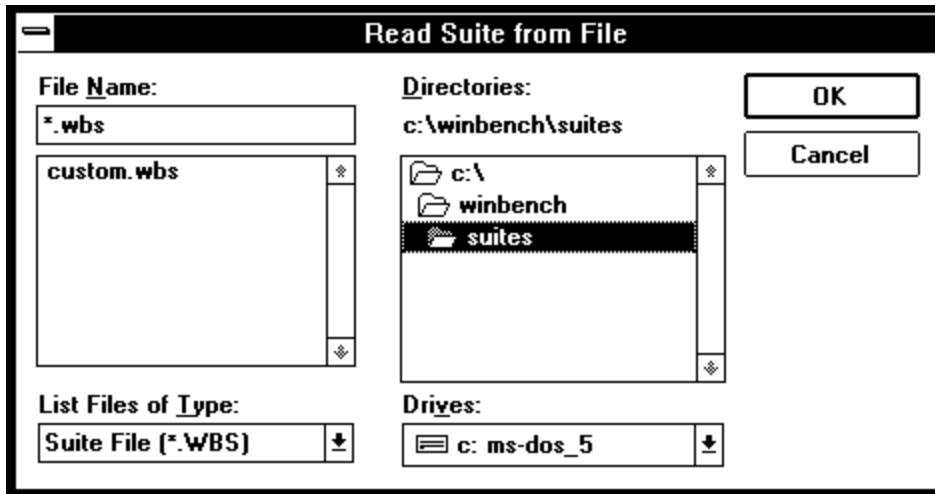 Read Suite from File
File Name:
*.wbs
custom.wbs
List Files of Type:
Suite File (*.WBS)
Directories:
c:\winbench\suites
c:\
winbench
suites
Drives:
c: ms-dos_5
OK
Cancel